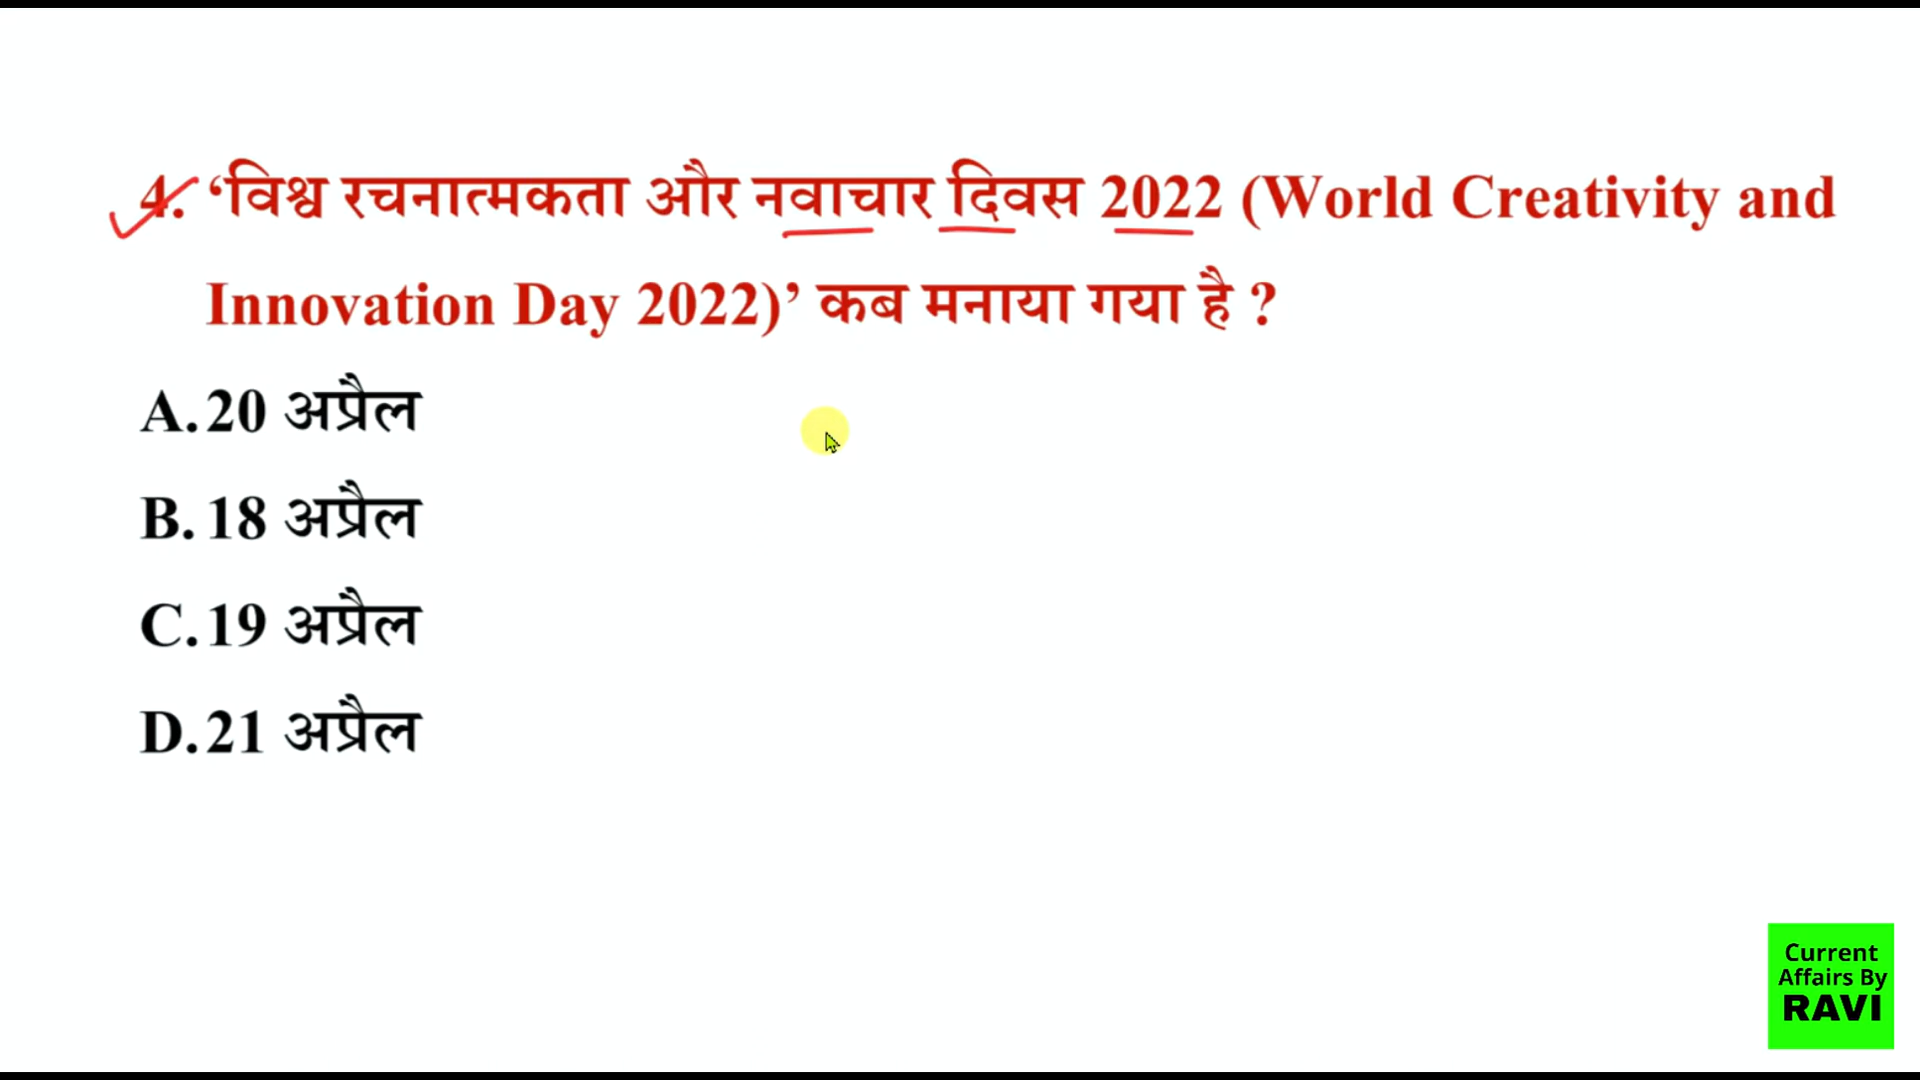 4. ‘विश्व रचनात्मकता और नवाचार दिवस 2022 (World Creativity and
Innovation Day 2022)’ कब मनाया गया है ?
A. 20 अप्रैल
B. 18 अप्रैल
C. 19 अप्रैल
D. 21 अप्रैल
Current
Affairs By
RAVI